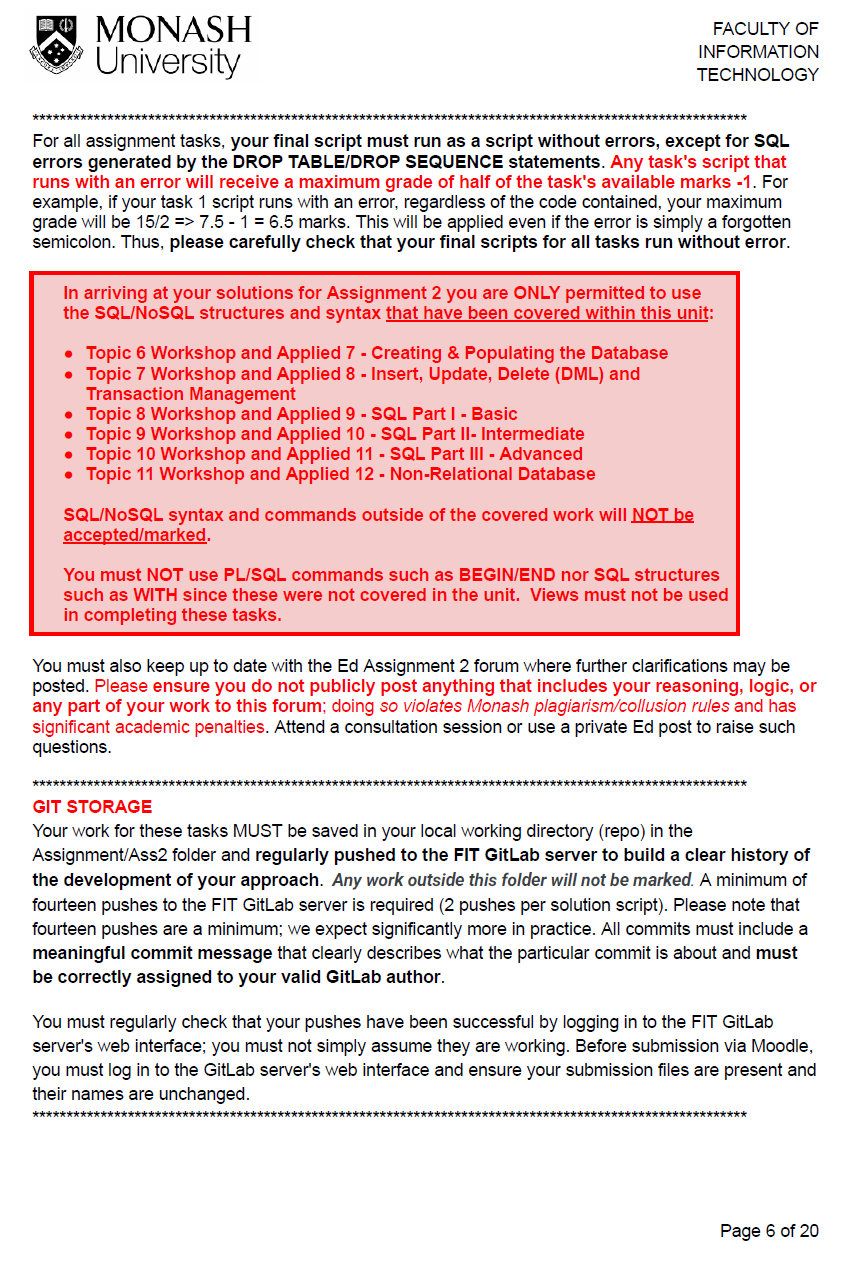 MONASH
University
FACULTY OF
INFORMATION
TECHNOLOGY
**********************************************************************************************************
For all assignment tasks, your final script must run as a script without errors, except for SQL
errors generated by the DROP TABLE/DROP SEQUENCE statements. Any task's script that
runs with an error will receive a maximum grade of half of the task's available marks -1. For
example, if your task 1 script runs with an error, regardless of the code contained, your maximum
grade will be 15/2 => 7.5 - 1 = 6.5 marks. This will be applied even if the error is simply a forgotten
semicolon. Thus, please carefully check that your final scripts for all tasks run without error.
In arriving at your solutions for Assignment 2 you are ONLY permitted to use
the SQL/NoSQL structures and syntax that have been covered within this unit:
● Topic 6 Workshop and Applied 7 - Creating & Populating the Database
● Topic 7 Workshop and Applied 8 - Insert, Update, Delete (DML) and
Transaction Management
● Topic 8 Workshop and Applied 9 - SQL Part I - Basic
● Topic 9 Workshop and Applied 10 - SQL Part II- Intermediate
● Topic 10 Workshop and Applied 11 - SQL Part III - Advanced
● Topic 11 Workshop and Applied 12 - Non-Relational Database
SQL/NoSQL syntax and commands outside of the covered work will NOT be
accepted/marked.
You must NOT use PL/SQL commands such as BEGIN/END nor SQL structures
such as WITH since these were not covered in the unit. Views must not be used
in completing these tasks.
You must also keep up to date with the Ed Assignment 2 forum where further clarifications may be
posted. Please ensure you do not publicly post anything that includes your reasoning, logic, or
any part of your work to this forum; doing so violates Monash plagiarism/collusion rules and has
significant academic penalties. Attend a consultation session or use a private Ed post to raise such
questions.
**********************************************************************************************************
GIT STORAGE
Your work for these tasks MUST be saved in your local working directory (repo) in the
Assignment/Ass2 folder and regularly pushed to the FIT GitLab server to build a clear history of
the development of your approach. Any work outside this folder will not be marked. A minimum of
fourteen pushes to the FIT GitLab server is required (2 pushes per solution script). Please note that
fourteen pushes are a minimum; we expect significantly more in practice. All commits must include a
meaningful commit message that clearly describes what the particular commit is about and must
be correctly assigned to your valid GitLab author.
You must regularly check that your pushes have been successful by logging in to the FIT GitLab
server's web interface; you must not simply assume they are working. Before submission via Moodle,
you must log in to the GitLab server's web interface and ensure your submission files are present and
their names are unchanged.
**********************************************************************************************************
Page 6 of 20